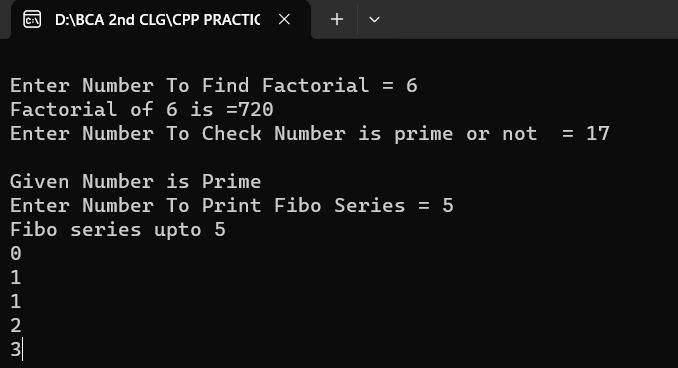 D:\BCA 2nd CLG\CPP PRACTIC
Enter Number To Find Factorial = 6
Factorial of 6 is =720
Enter Number To Check Number is prime or not  = 17
Given Number is Prime
Enter Number To Print Fibo Series = 5
Fibo series upto 5
0
1
1
2
3